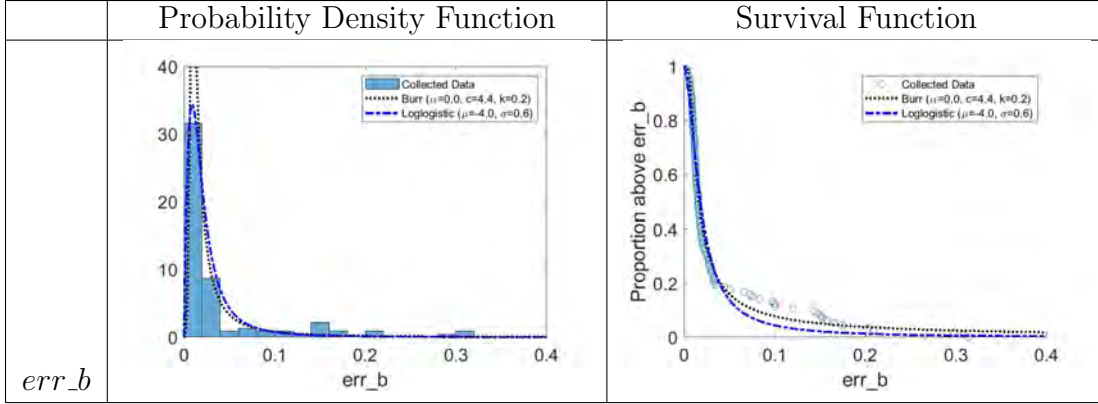 Probability Density Function
Survival Function
err_b
40
30
20
10
0
0
0.1
0.2
0.3
0.4
err_b
Collected Data
Burr (α=0.0, c=4.4, k=0.2)
Loglogistic (μ=-4.0, σ=0.6)
Proportion above err_b
1
0.8
0.6
0.4
0.2
0
0
0.1
0.2
0.3
0.4
err_b
Collected Data
Burr (α=0.0, c=4.4, k=0.2)
Loglogistic (μ=-4.0, σ=0.6)